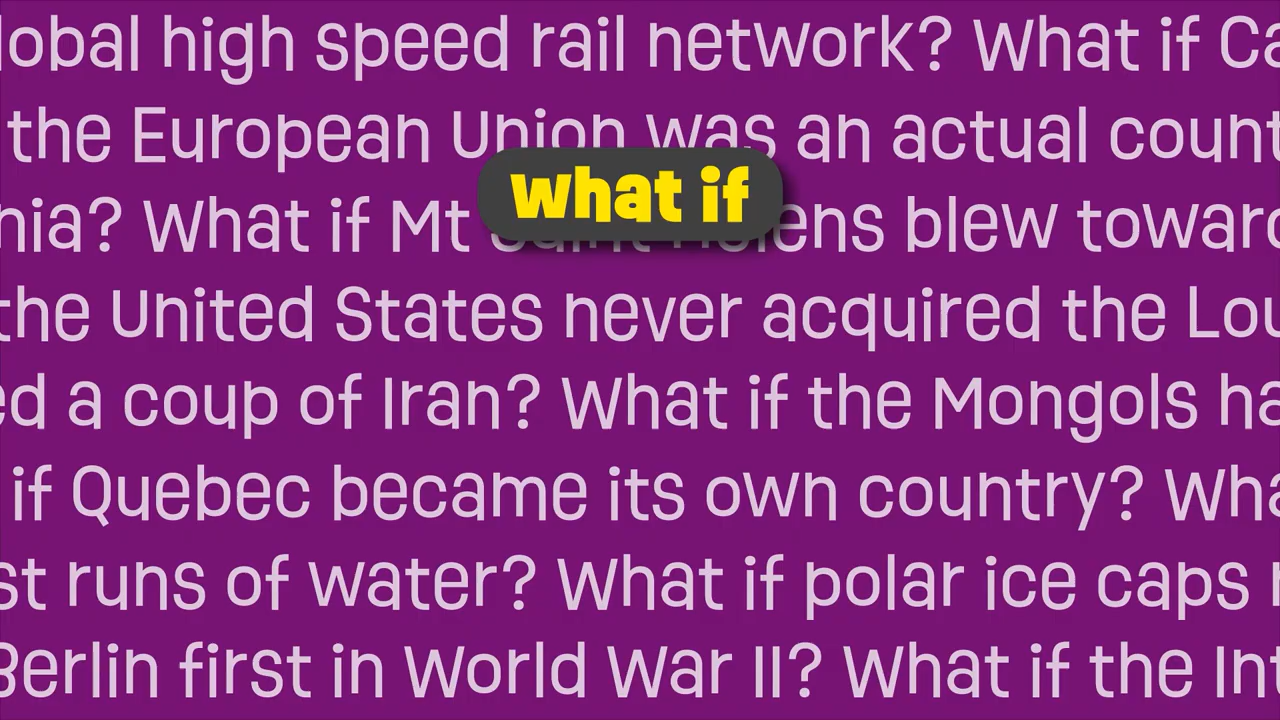 lobal high speed rail network? What if Ca
the European Union was an actual count
what if
hia? What if Mt Saint Helens blew toward
the United States never acquired the Lou
ed a coup of Iran? What if the Mongols ha
if Quebec became its own country? Wha
st runs of water? What if polar ice caps
Berlin first in World War II? What if the Int